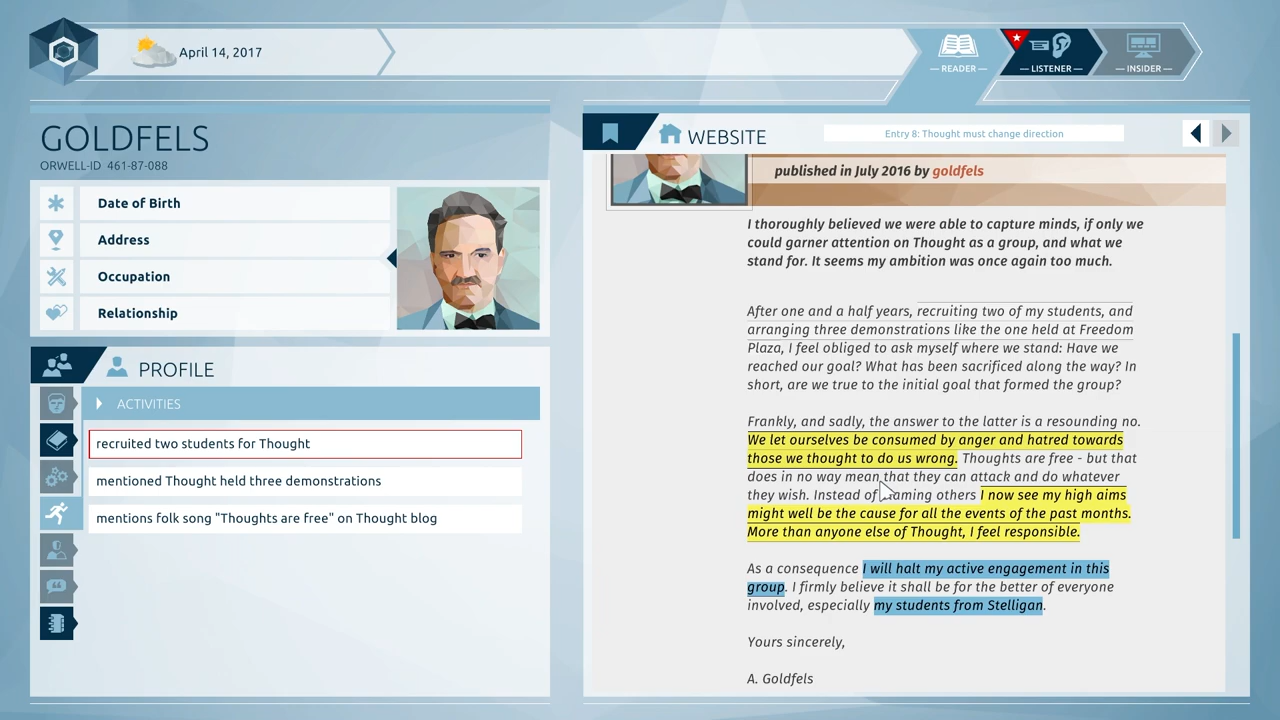 April 14, 2017
— READER —
— LISTENER —
— INSIDER —
GOLDFELS
ORWELL-ID 461-87-088
Date of Birth
Address
Occupation
Relationship
PROFILE
ACTIVITIES
recruited two students for Thought
mentioned Thought held three demonstrations
mentions folk song "Thoughts are free" on Thought blog
WEBSITE
Entry 8: Thought must change direction
published in July 2016 by goldfels
I thoroughly believed we were able to capture minds, if only we
could garner attention on Thought as a group, and what we
stand for. It seems my ambition was once again too much.
After one and a half years, recruiting two of my students, and
arranging three demonstrations like the one held at Freedom
Plaza, I feel obliged to ask myself where we stand: Have we
reached our goal? What has been sacrificed along the way? In
short, are we true to the initial goal that formed the group?
Frankly, and sadly, the answer to the latter is a resounding no.
We let ourselves be consumed by anger and hatred towards
those we thought to do us wrong. Thoughts are free - but that
does in no way mean that they can attack and do whatever
they wish. Instead of blaming others I now see my high aims
might well be the cause for all the events of the past months.
More than anyone else of Thought, I feel responsible.
As a consequence I will halt my active engagement in this
group. I firmly believe it shall be for the better of everyone
involved, especially my students from Stelligan.
Yours sincerely,
A. Goldfels